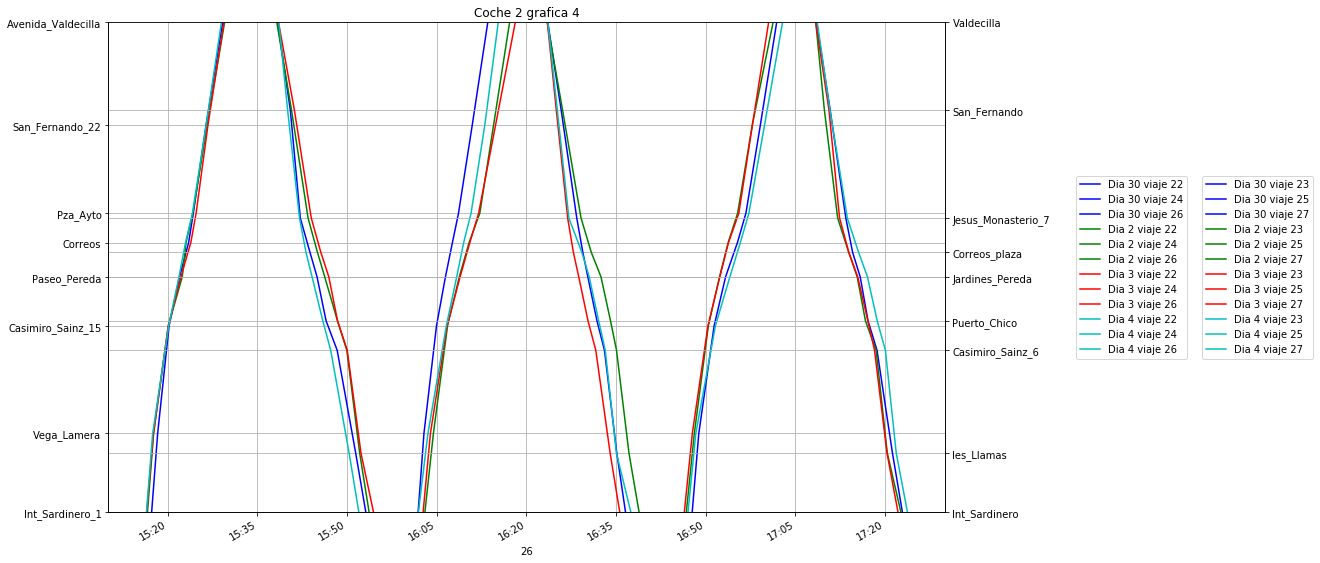 Coche 2 grafica 4
Avenida_Valdecilla
San_Fernando_22
Pza_Ayto
Correos
Paseo_Pereda
Casimiro_Sainz_15
Vega_Lamera
Int_Sardinero_1
Valdecilla
San_Fernando
Jesus_Monasterio_7
Correos_plaza
Jardines_Pereda
Puerto_Chico
Casimiro_Sainz_6
Ies_Llamas
Int_Sardinero
15:20
15:35
15:50
16:05
16:20
16:35
16:50
17:05
17:20
26
Dia 30 viaje 22
Dia 30 viaje 24
Dia 30 viaje 26
Dia 2 viaje 22
Dia 2 viaje 24
Dia 2 viaje 26
Dia 3 viaje 22
Dia 3 viaje 24
Dia 3 viaje 26
Dia 4 viaje 22
Dia 4 viaje 24
Dia 4 viaje 26
Dia 30 viaje 23
Dia 30 viaje 25
Dia 30 viaje 27
Dia 2 viaje 23
Dia 2 viaje 25
Dia 2 viaje 27
Dia 3 viaje 23
Dia 3 viaje 25
Dia 3 viaje 27
Dia 4 viaje 23
Dia 4 viaje 25
Dia 4 viaje 27